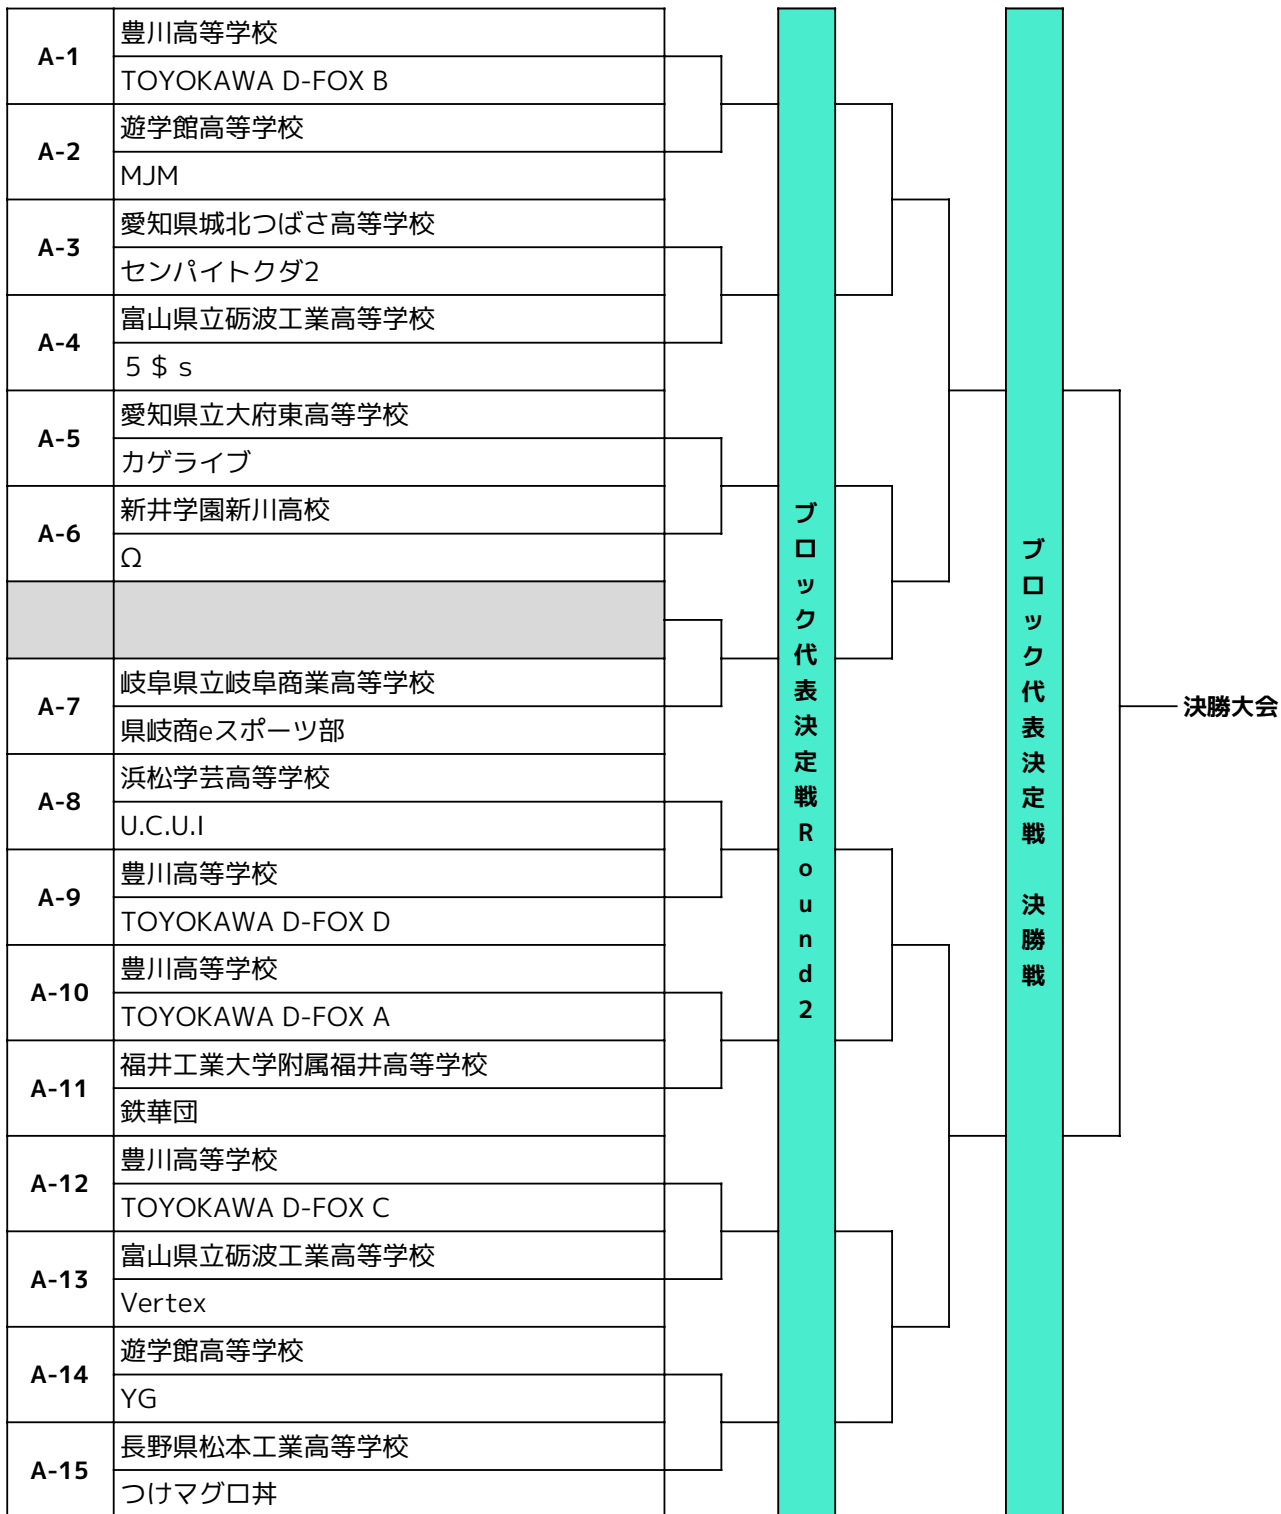 A-1
豊川高等学校
TOYOKAWA D-FOX B
A-2
遊学館高等学校
MJM
A-3
愛知県城北つばさ高等学校
センパイトクダ2
A-4
富山県立砺波工業高等学校
５＄ｓ
A-5
愛知県立大府東高等学校
カゲライブ
A-6
新井学園新川高校
Ω
A-7
岐阜県立岐阜商業高等学校
県岐商eスポーツ部
A-8
浜松学芸高等学校
U.C.U.I
A-9
豊川高等学校
TOYOKAWA D-FOX D
A-10
豊川高等学校
TOYOKAWA D-FOX A
A-11
福井工業大学附属福井高等学校
鉄華団
A-12
豊川高等学校
TOYOKAWA D-FOX C
A-13
富山県立砺波工業高等学校
Vertex
A-14
遊学館高等学校
YG
A-15
長野県松本工業高等学校
つけマグロ丼
ブロック代表決定戦Round2
ブロック代表決定戦　決勝戦
決勝大会